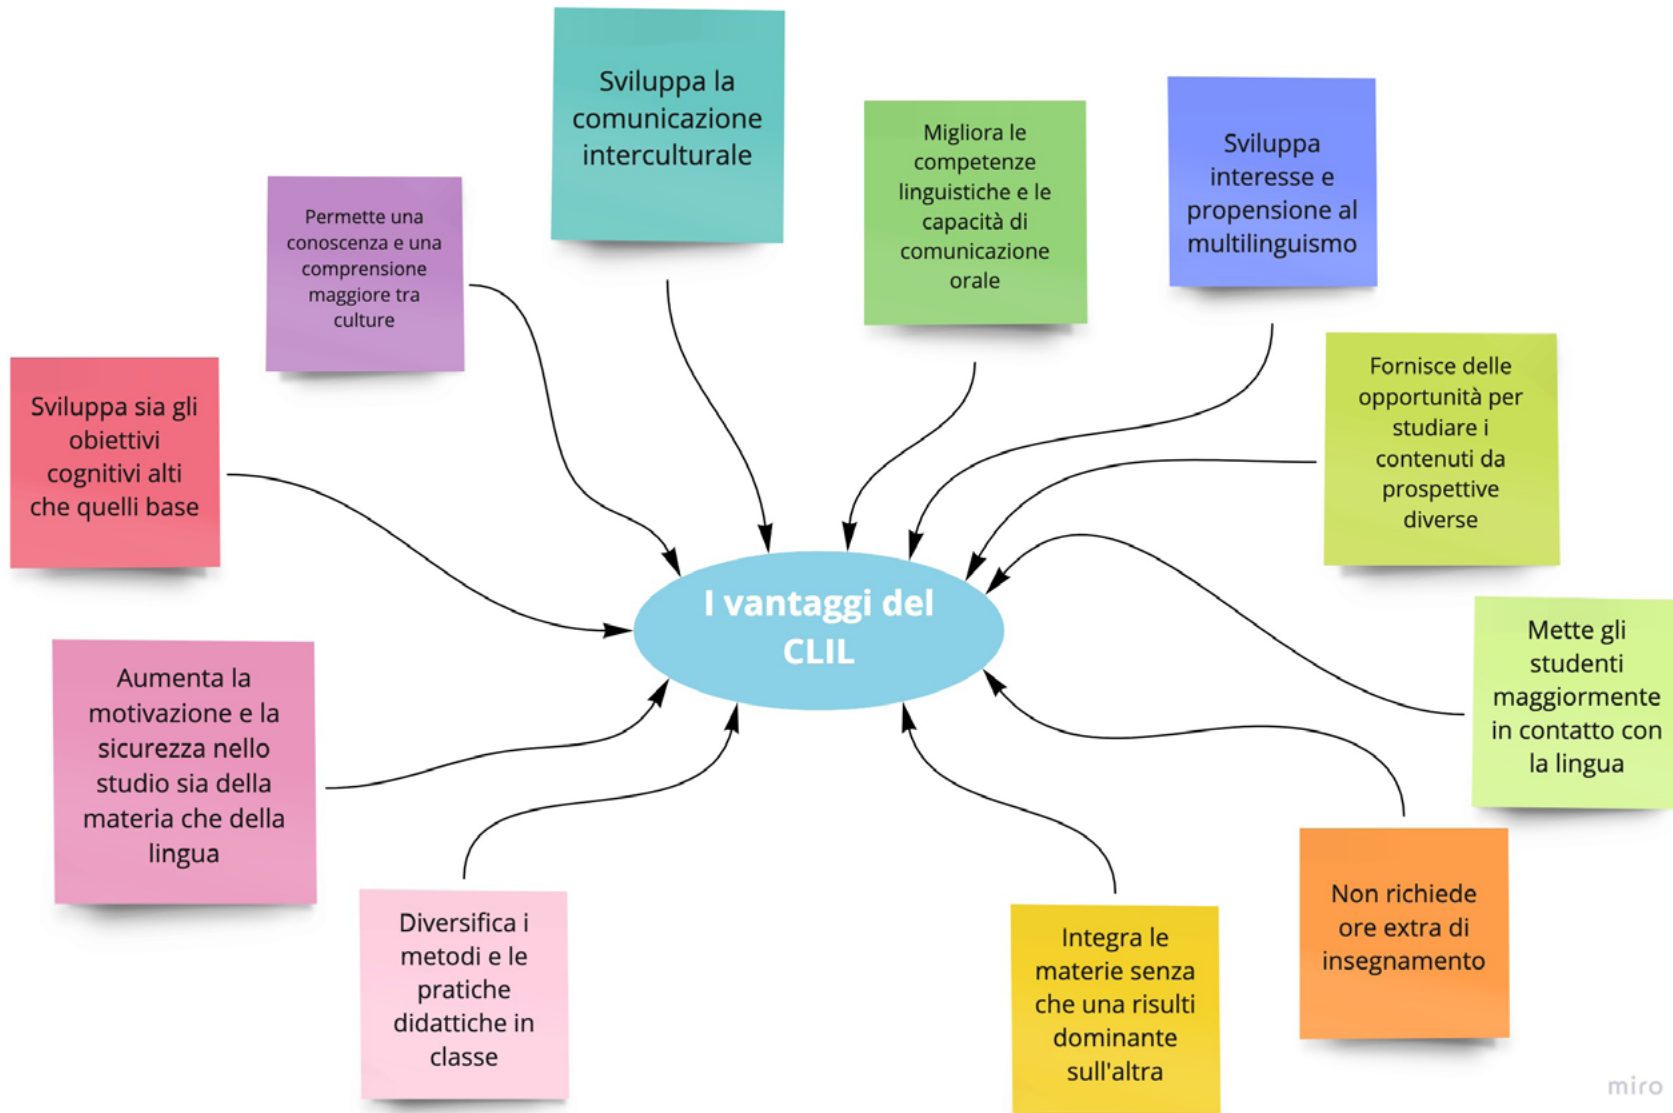 Sviluppa la
comunicazione
interculturale
Migliora le
competenze
linguistiche e le
capacità di
comunicazione
orale
Sviluppa
interesse e
propensione al
multilinguismo
Permette una
conoscenza e una
comprensione
maggiore tra
culture
Fornisce delle
opportunità per
studiare i
contenuti da
prospettive
diverse
Sviluppa sia gli
obiettivi
cognitivi alti
che quelli base
I vantaggi del
CLIL
Mette gli
studenti
maggiormente
in contatto con
la lingua
Aumenta la
motivazione e la
sicurezza nello
studio sia della
materia che della
lingua
Non richiede
ore extra di
insegnamento
Diversifica i
metodi e le
pratiche
didattiche in
classe
Integra le
materie senza
che una risulti
dominante
sull'altra
miro